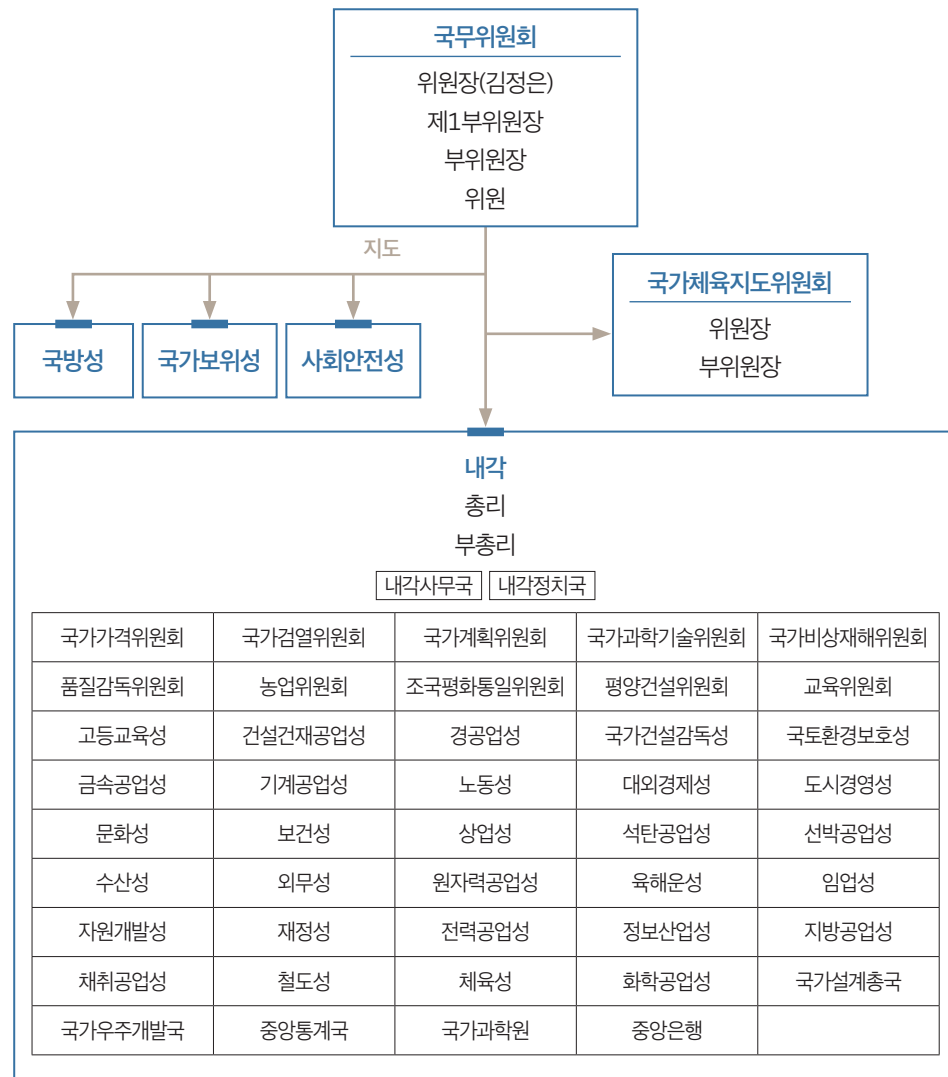 국무위원회
위원장(김정은)
제1부위원장
부위원장
위원
지도
국가체육지도위원회
위원장
부위원장
국방성 국가보위성 사회안전성
내각
총리
부총리
내각사무국 내각정치국
국가가격위원회 국가검열위원회 국가계획위원회 국가과학기술위원회 국가비상재해위원회
품질감독위원회 농업위원회 조국평화통일위원회 평양건설위원회 교육위원회
고등교육성 건설건재공업성 경공업성 국가건설감독성 국토환경보호성
금속공업성 기계공업성 노동성 대외경제성 도시경영성
문화성 보건성 상업성 석탄공업성 선박공업성
수산성 외무성 원자력공업성 육해운성 임업성
자원개발성 재정성 전력공업성 정보산업성 지방공업성
채취공업성 철도성 체육성 화학공업성 국가설계총국
국가우주개발국 중앙통계국 국가과학원 중앙은행